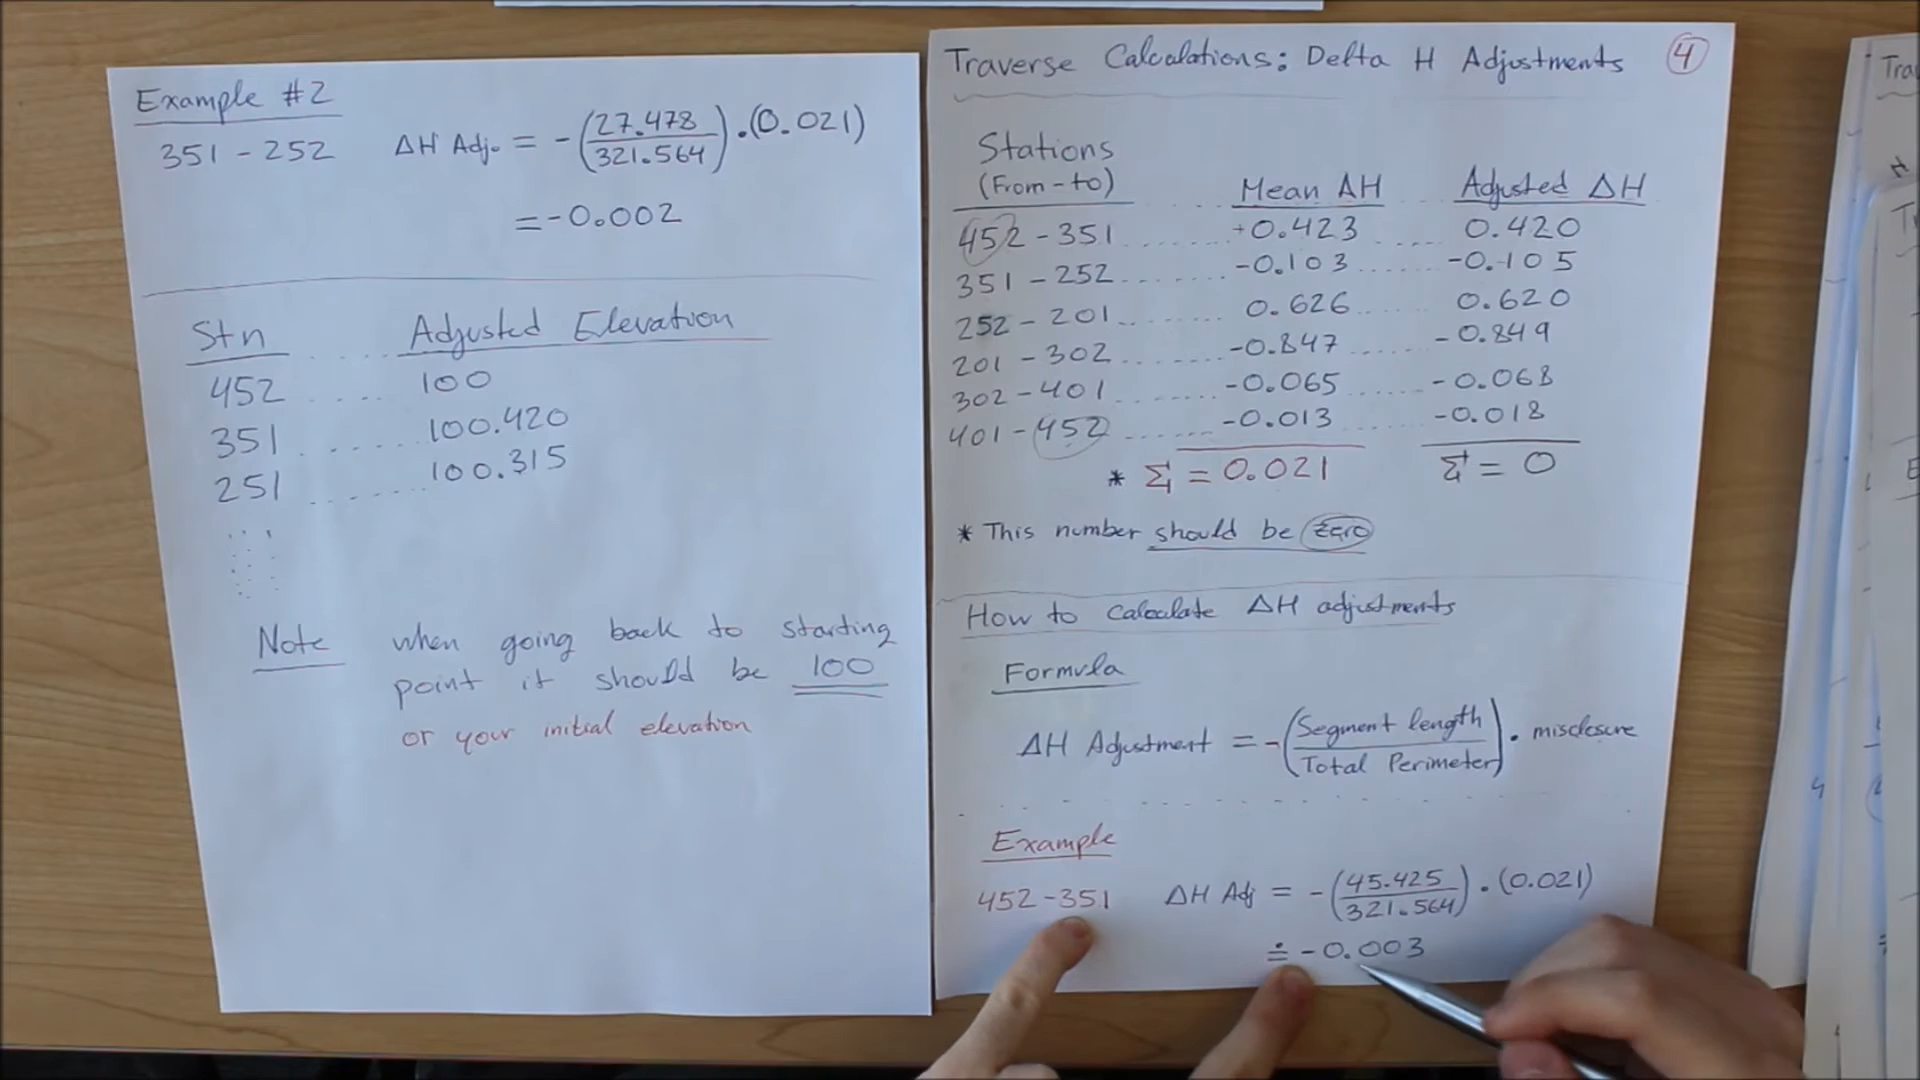 Example #2
351 - 252 ΔH Adj. = -(27.478/321.564).(0.021)
= -0.002
Stn Adjusted Elevation
452 .... 100
351 ..... 100.420
251 ...... 100.315
Note when going back to starting
point it should be 100
or your initial elevation
Traverse Calculations: Delta H Adjustments 4
Stations
(From - to) Mean ΔH Adjusted ΔH
452 - 351 ....... +0.423 .... 0.420
351 - 252 ....... -0.103 ...... -0.105
252 - 201 ....... 0.626 ..... 0.620
201 - 302 ....... -0.847 ..... -0.849
302 - 401 ....... -0.065 ...... -0.068
401 - 452 ....... -0.013 ...... -0.018
* Σ = 0.021 Σ = 0
* This number should be zero
How to calculate ΔH adjustments
Formula
ΔH Adjustment = -(Segment length/Total Perimeter) . misclosure
Example
452 - 351 ΔH Adj = -(45.425/321.564) . (0.021)
≐ -0.003